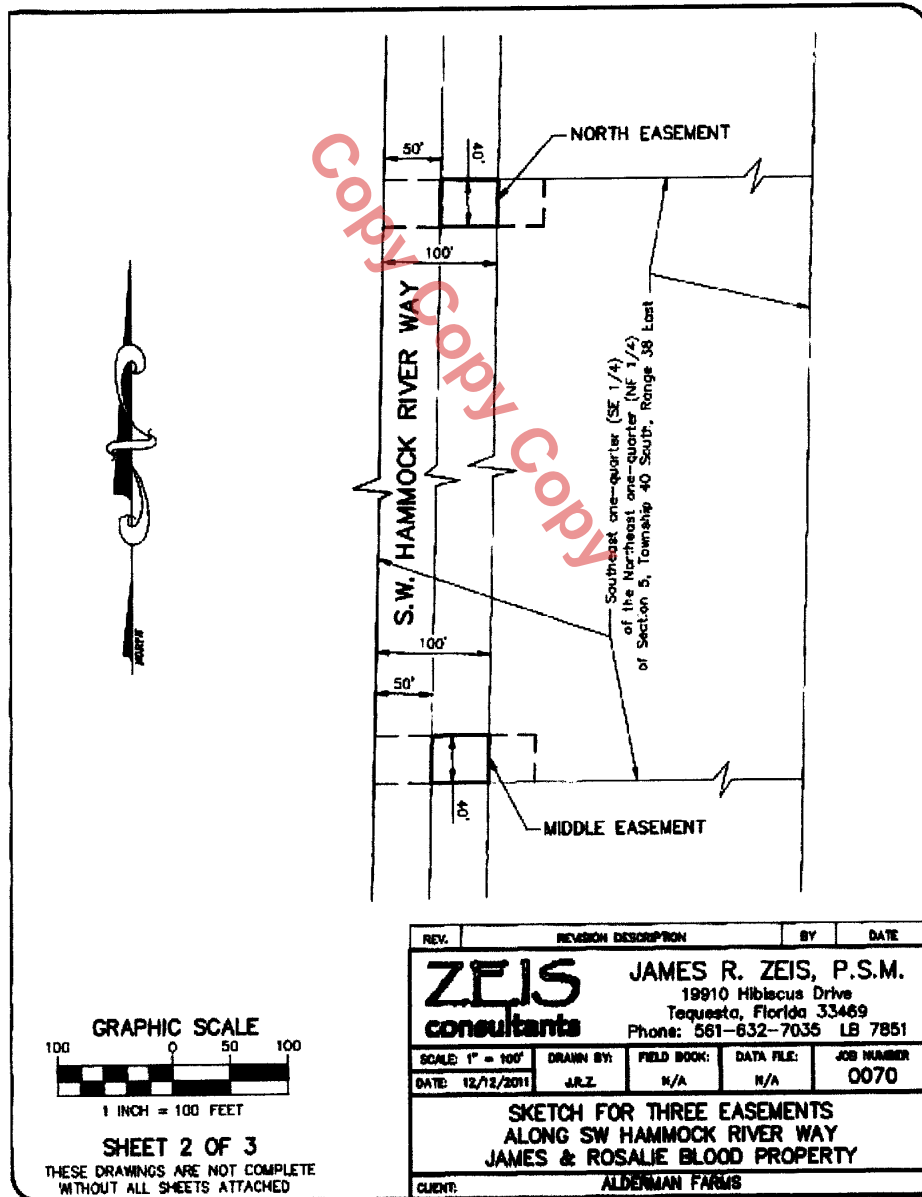 NORTH EASEMENT
50'
40'
100'
S.W. HAMMOCK RIVER WAY
Southeast one-quarter (SE 1/4)
of the Northeast one-quarter (NE 1/4)
of Section 5, Township 40 South, Range 38 East
NORTH
100'
50'
40'
MIDDLE EASEMENT
Copy Copy Copy
GRAPHIC SCALE
100 0 50 100
1 INCH = 100 FEET
SHEET 2 OF 3
THESE DRAWINGS ARE NOT COMPLETE
WITHOUT ALL SHEETS ATTACHED
REV. REVISION DESCRIPTION BY DATE
ZEIS
consultants
JAMES R. ZEIS, P.S.M.
19910 Hibiscus Drive
Tequesta, Florida 33469
Phone: 561-632-7035 LB 7851
SCALE: 1" = 100' DRAWN BY: FIELD BOOK: DATA FILE: JOB NUMBER
DATE: 12/12/2011 J.R.Z. N/A N/A 0070
SKETCH FOR THREE EASEMENTS
ALONG SW HAMMOCK RIVER WAY
JAMES & ROSALIE BLOOD PROPERTY
CLIENT: ALDERMAN FARMS